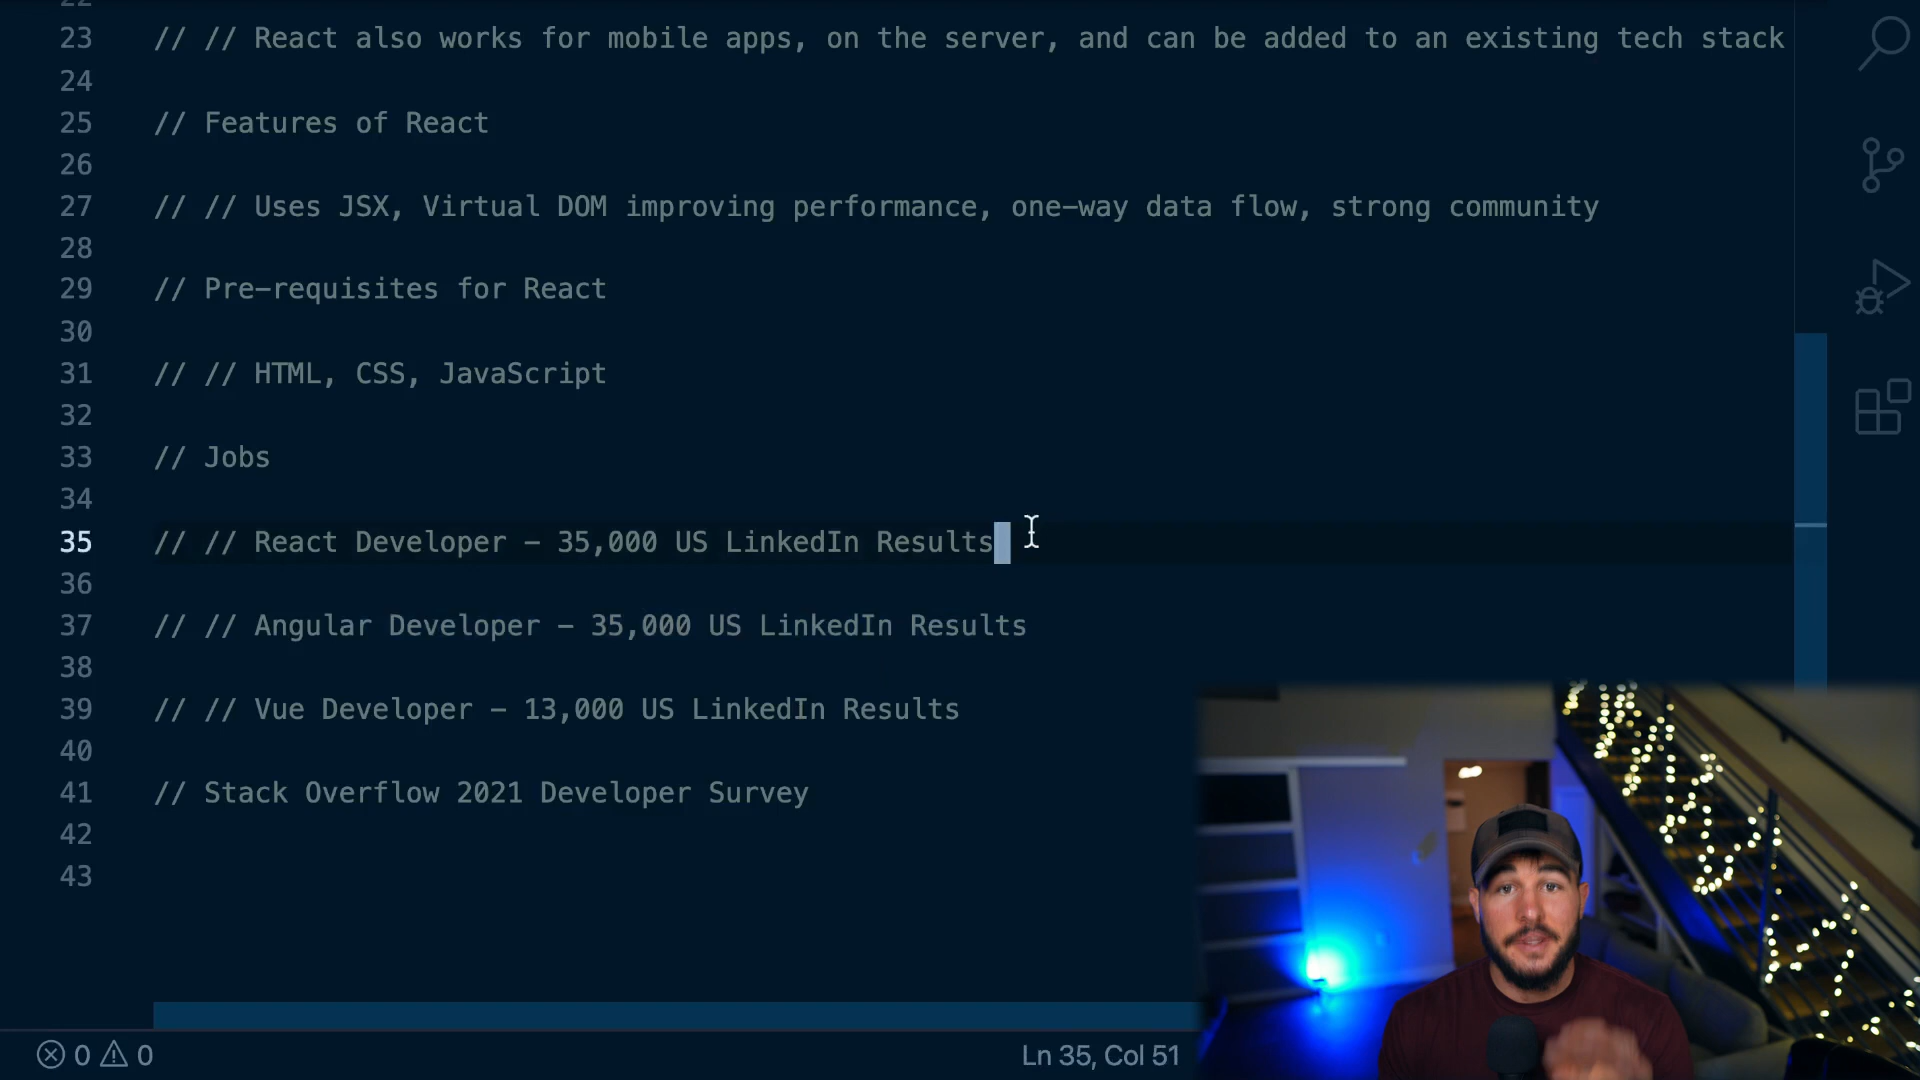 23 // // React also works for mobile apps, on the server, and can be added to an existing tech stack
24
25 // Features of React
26
27 // // Uses JSX, Virtual DOM improving performance, one-way data flow, strong community
28
29 // Pre-requisites for React
30
31 // // HTML, CSS, JavaScript
32
33 // Jobs
34
35 // // React Developer - 35,000 US LinkedIn Results
36
37 // // Angular Developer - 35,000 US LinkedIn Results
38
39 // // Vue Developer - 13,000 US LinkedIn Results
40
41 // Stack Overflow 2021 Developer Survey
42
43
0 0 Ln 35, Col 51